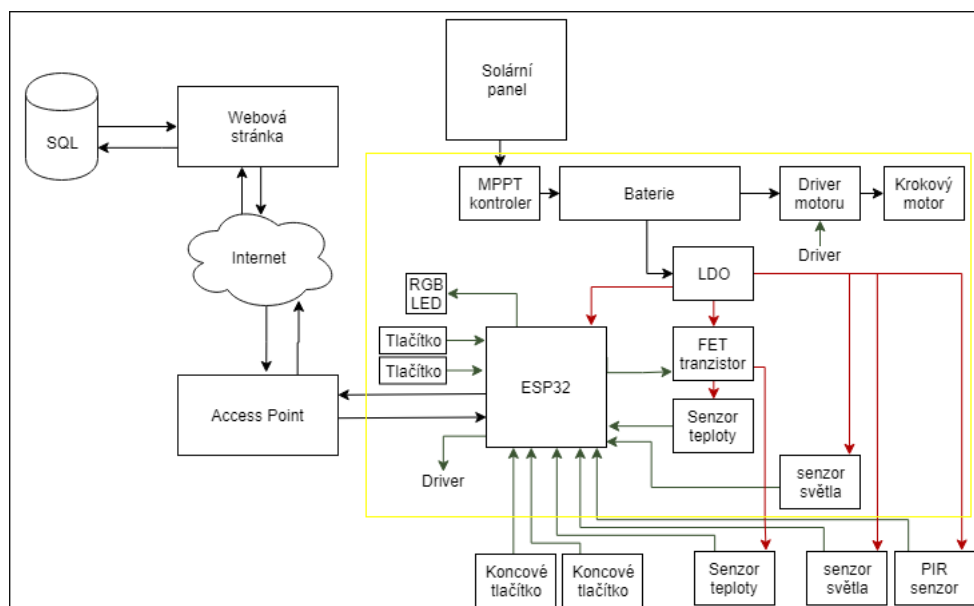 Solární
panel
SQL
Webová
stránka
MPPT
kontroler
Baterie
Driver
motoru
Krokový
motor
Internet
Driver
LDO
RGB
LED
Tlačítko
Tlačítko
ESP32
FET
tranzistor
Access Point
Senzor
teploty
Driver
senzor
světla
Koncové
tlačítko
Koncové
tlačítko
Senzor
teploty
senzor
světla
PIR
senzor